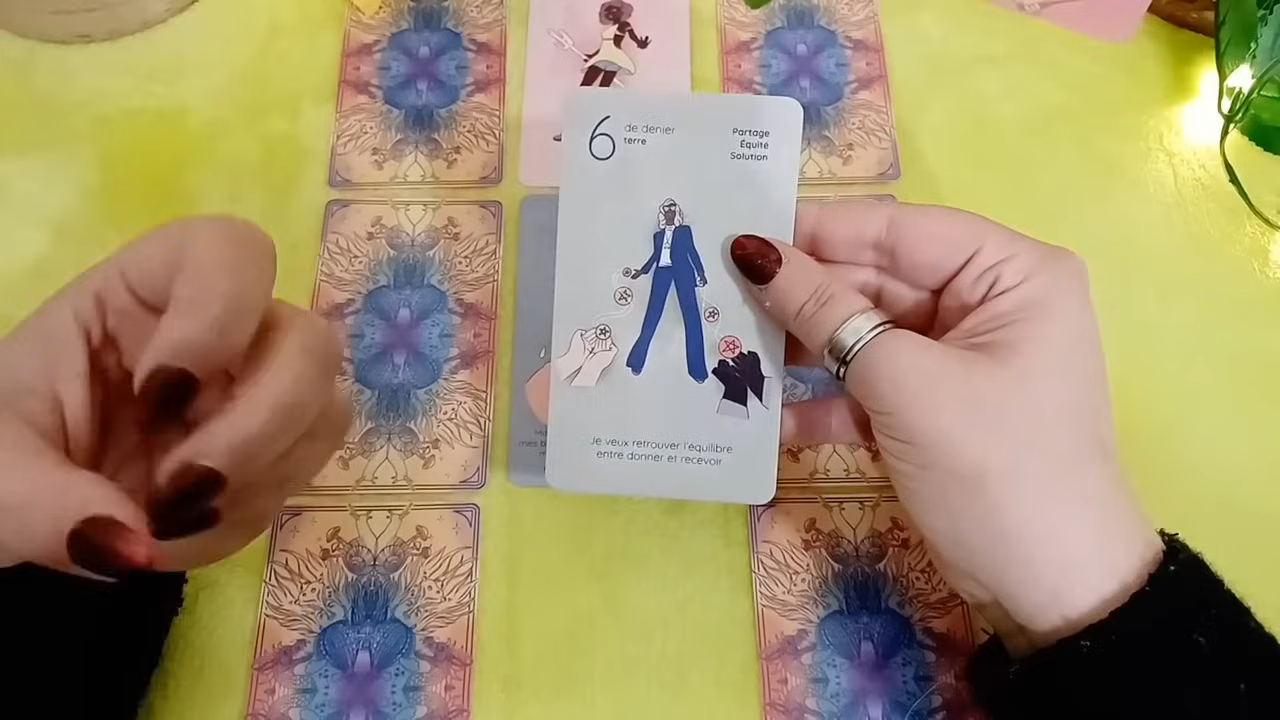 6
de denier
terre
Partage
Équité
Solution
Je veux retrouver l'équilibre
entre donner et recevoir